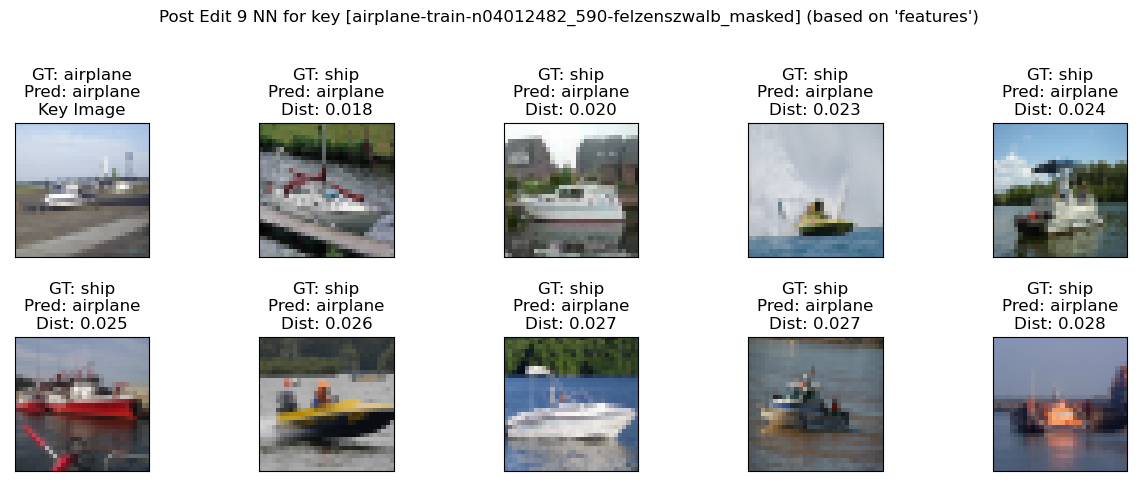 Post Edit 9 NN for key [airplane-train-n04012482_590-felzenszwalb_masked] (based on 'features')
GT: airplane
Pred: airplane
Key Image
GT: ship
Pred: airplane
Dist: 0.018
GT: ship
Pred: airplane
Dist: 0.020
GT: ship
Pred: airplane
Dist: 0.023
GT: ship
Pred: airplane
Dist: 0.024
GT: ship
Pred: airplane
Dist: 0.025
GT: ship
Pred: airplane
Dist: 0.026
GT: ship
Pred: airplane
Dist: 0.027
GT: ship
Pred: airplane
Dist: 0.027
GT: ship
Pred: airplane
Dist: 0.028